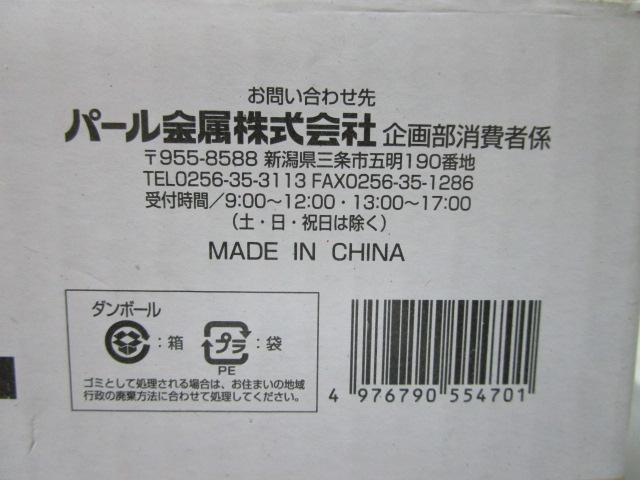 お問い合わせ先
パール金属株式会社 企画部消費者係
〒955-8588 新潟県三条市五明190番地
TEL0256-35-3113 FAX0256-35-1286
受付時間／9:00〜12:00・13:00〜17:00
(土・日・祝日は除く)
MADE IN CHINA
ダンボール
:箱 プラ:袋
PE
ゴミとして処理される場合は、お住まいの地域
行政の廃棄方法に合わせて処理してください。
4 976790 554701